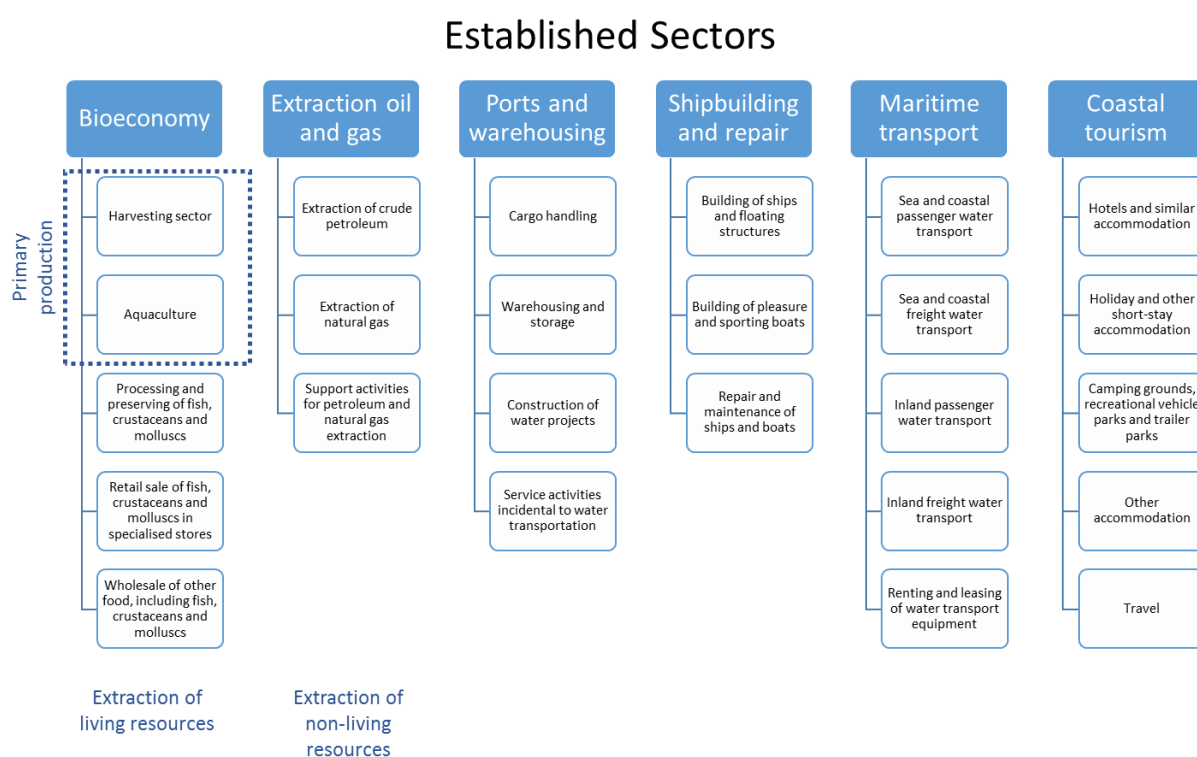 Established Sectors
Bioeconomy
Primary
production
Harvesting sector
Aquaculture
Processing and
preserving of fish,
crustaceans and
molluscs
Retail sale of fish,
crustaceans and
molluscs in
specialised stores
Wholesale of other
food, including fish,
crustaceans and
molluscs
Extraction of
living resources
Extraction oil
and gas
Extraction of crude
petroleum
Extraction of
natural gas
Support activities
for petroleum and
natural gas
extraction
Extraction of
non-living
resources
Ports and
warehousing
Cargo handling
Warehousing and
storage
Construction of
water projects
Service activities
incidental to water
transportation
Shipbuilding
and repair
Building of ships
and floating
structures
Building of pleasure
and sporting boats
Repair and
maintenance of
ships and boats
Maritime
transport
Sea and coastal
passenger water
transport
Sea and coastal
freight water
transport
Inland passenger
water transport
Inland freight water
transport
Renting and leasing
of water transport
equipment
Coastal
tourism
Hotels and similar
accommodation
Holiday and other
short-stay
accommodation
Camping grounds,
recreational vehicle
parks and trailer
parks
Other
accommodation
Travel